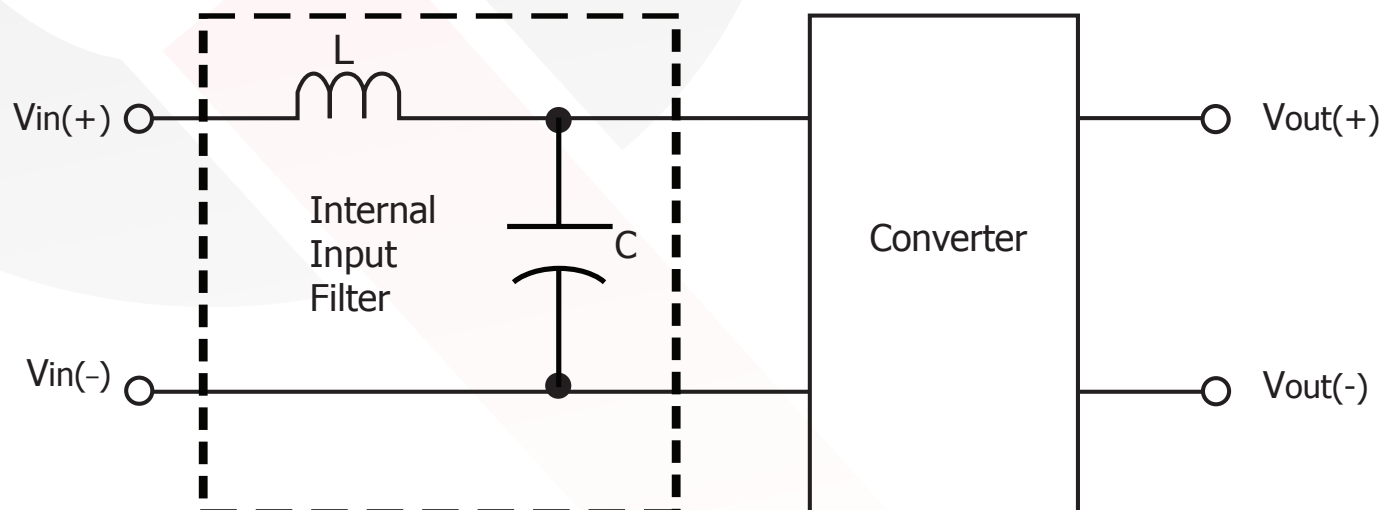 L
Vin(+)
Vout(+)
Internal
Input
Filter
C
Converter
Vin(–)
Vout(-)